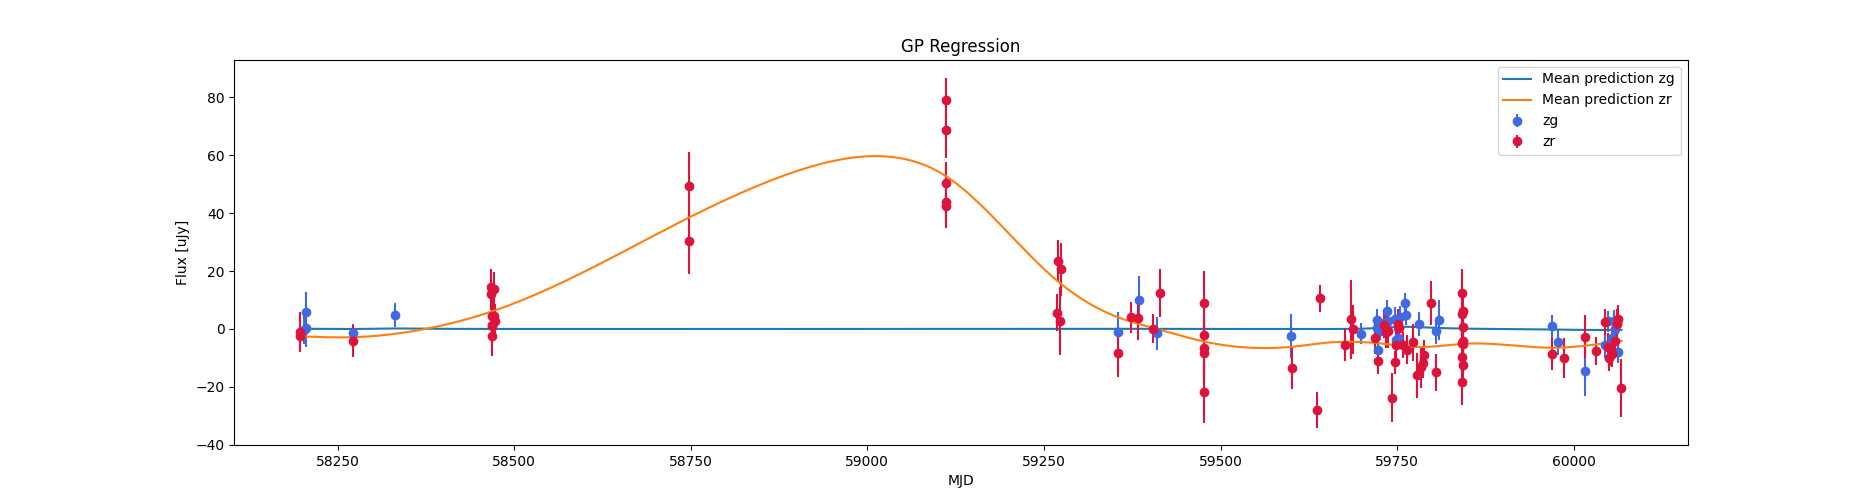 GP Regression
Mean prediction zg
Mean prediction zr
zg
zr
Flux [uJy]
80
60
40
20
0
−20
−40
58250 58500 58750 59000 59250 59500 59750 60000
MJD